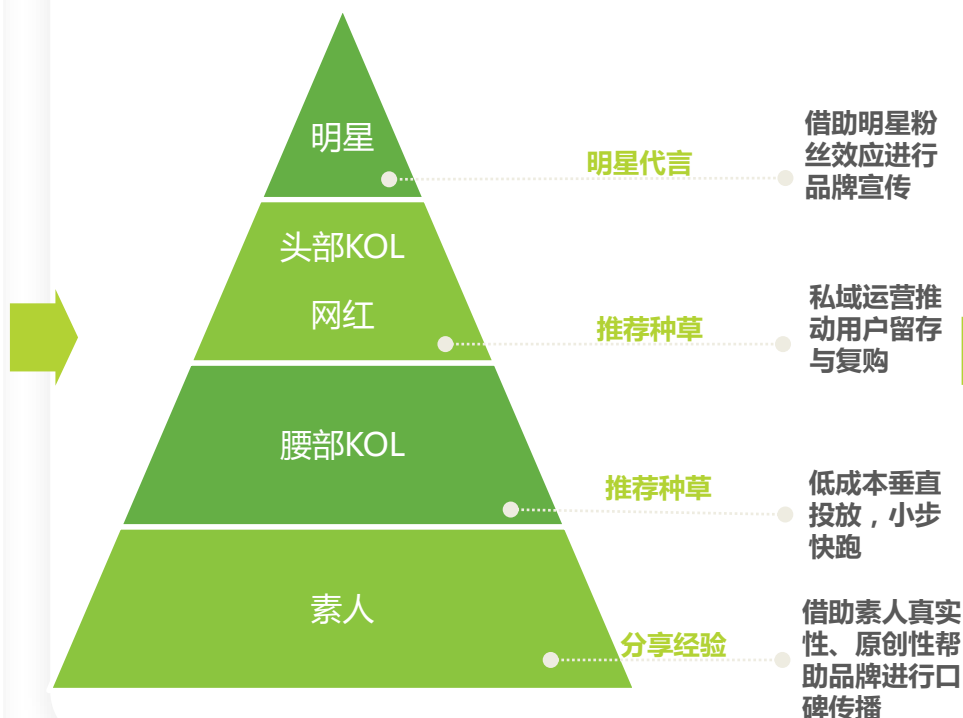 明星
明星代言
借助明星粉
丝效应进行
品牌宣传
头部KOL
网红
推荐种草
私域运营推
动用户留存
与复购
腰部KOL
推荐种草
低成本垂直
投放，小步
快跑
素人
分享经验
借助素人真实
性、原创性帮
助品牌进行口
碑传播